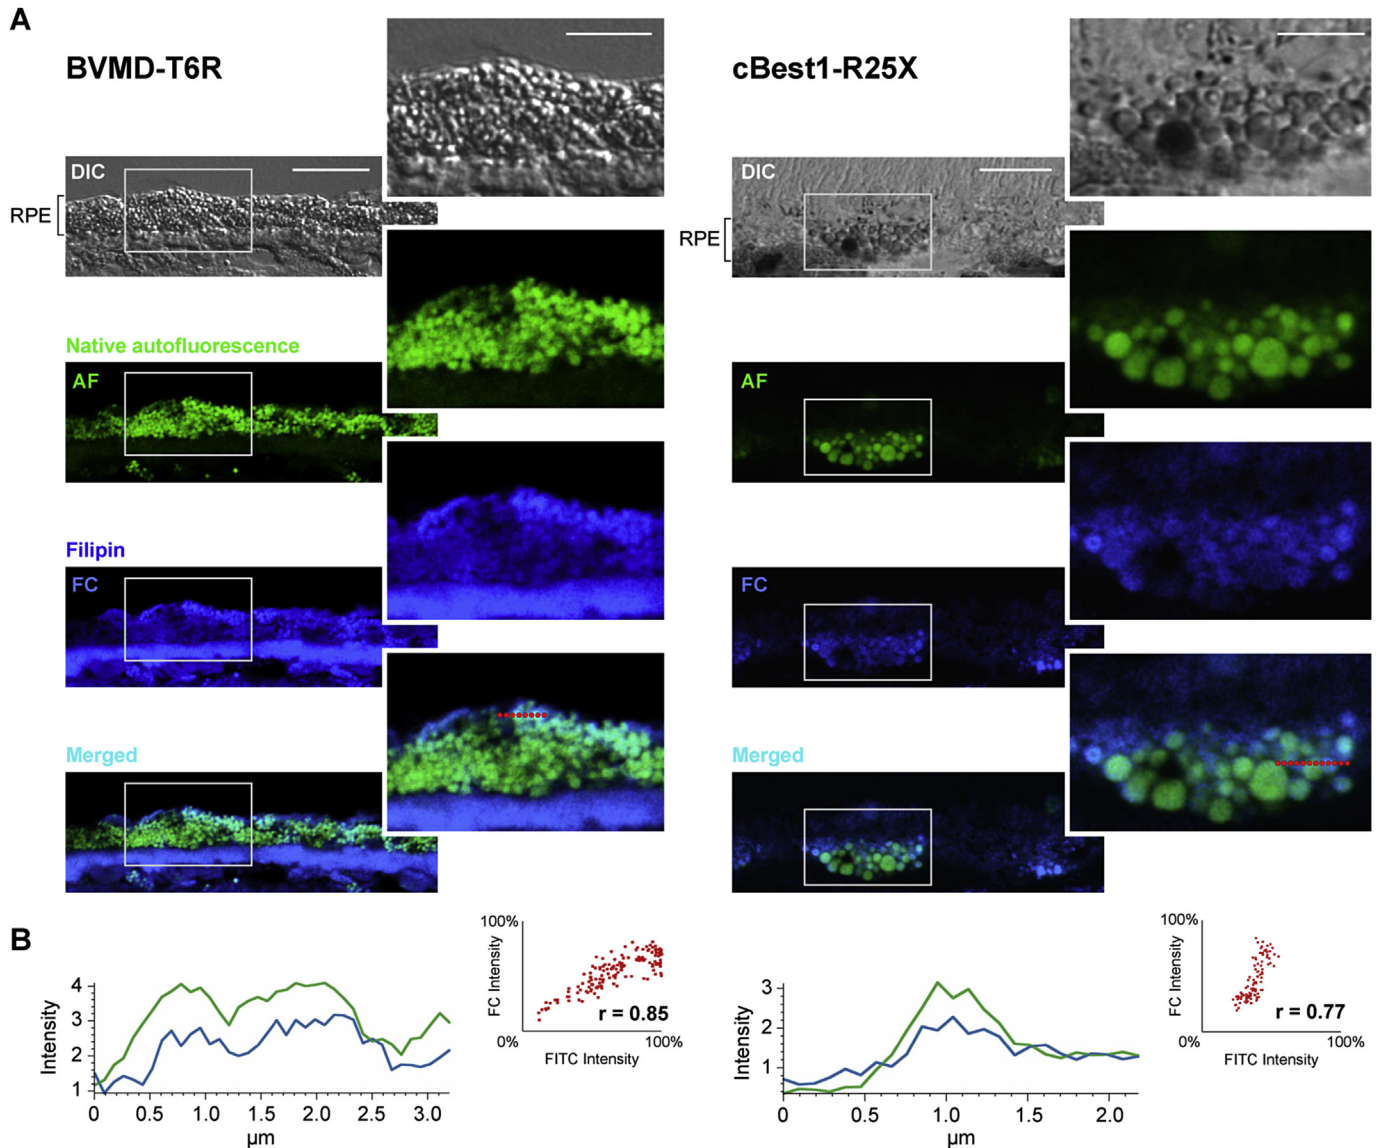 A
BVMD-T6R
cBest1-R25X
DIC
RPE
DIC
RPE
Native autofluorescence
AF
AF
Filipin
FC
FC
Merged
Merged
B
Intensity
4
3
2
1
0
0.5
1.0
1.5
2.0
2.5
3.0
µm
100%
FC Intensity
r = 0.85
0%
100%
FITC Intensity
Intensity
3
2
1
0
0.5
1.0
1.5
2.0
µm
100%
FC Intensity
r = 0.77
0%
100%
FITC Intensity